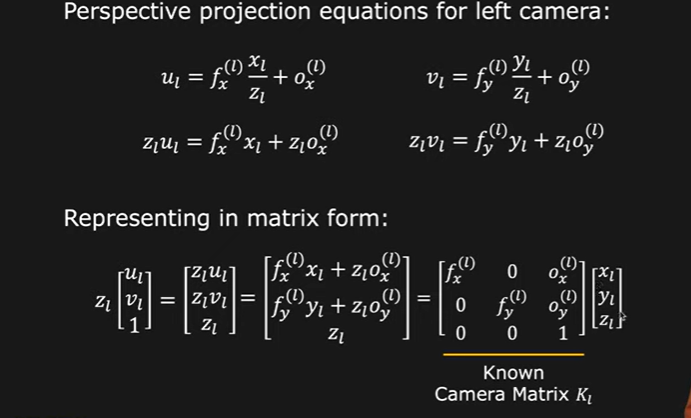 Perspective projection equations for left camera:
u_l = f_x^{(l)} \frac{x_l}{z_l} + o_x^{(l)}    v_l = f_y^{(l)} \frac{y_l}{z_l} + o_y^{(l)}
z_l u_l = f_x^{(l)} x_l + z_l o_x^{(l)}    z_l v_l = f_y^{(l)} y_l + z_l o_y^{(l)}
Representing in matrix form:
z_l \begin{bmatrix} u_l \\ v_l \\ 1 \end{bmatrix} = \begin{bmatrix} z_l u_l \\ z_l v_l \\ z_l \end{bmatrix} = \begin{bmatrix} f_x^{(l)} x_l + z_l o_x^{(l)} \\ f_y^{(l)} y_l + z_l o_y^{(l)} \\ z_l \end{bmatrix} = \begin{bmatrix} f_x^{(l)} & 0 & o_x^{(l)} \\ 0 & f_y^{(l)} & o_y^{(l)} \\ 0 & 0 & 1 \end{bmatrix} \begin{bmatrix} x_l \\ y_l \\ z_l \end{bmatrix}
Known
Camera Matrix K_l